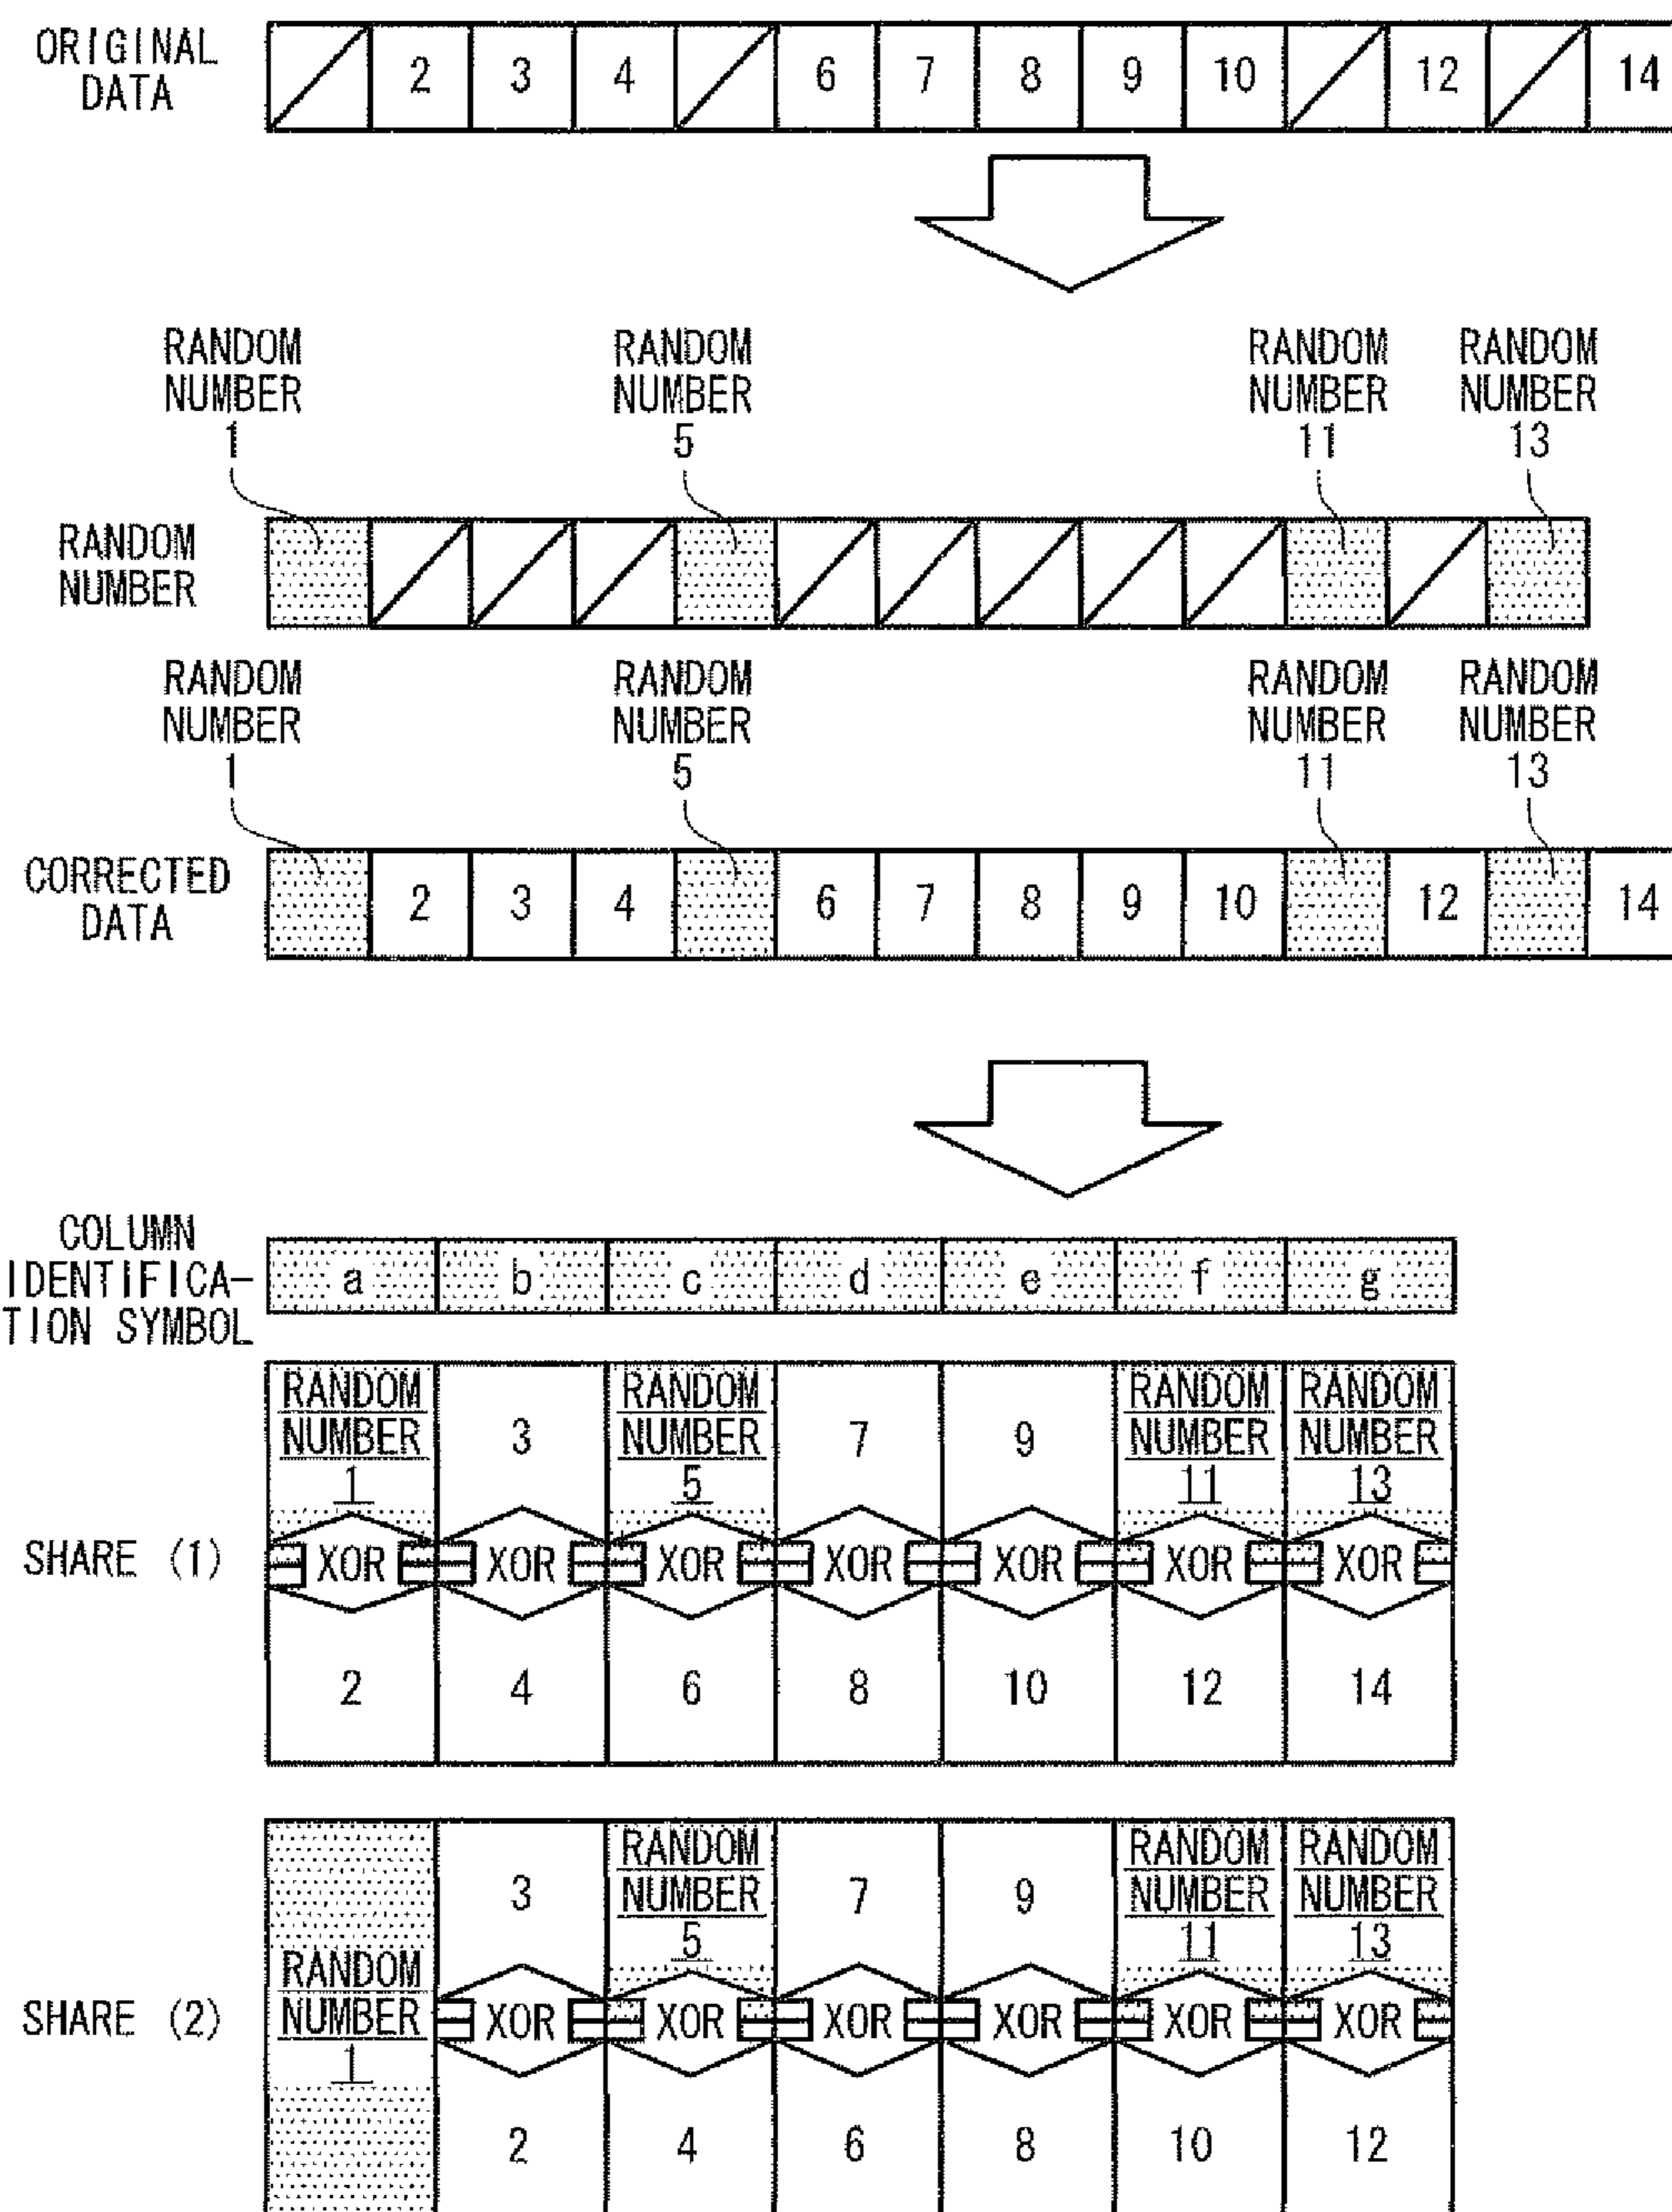 ORIGINAL
DATA
2 3 4 6 7 8 9 10 12 14
RANDOM RANDOM RANDOM RANDOM
NUMBER NUMBER NUMBER NUMBER
1 5 11 13
RANDOM
NUMBER
RANDOM RANDOM RANDOM RANDOM
NUMBER NUMBER NUMBER NUMBER
1 5 11 13
CORRECTED
DATA
2 3 4 6 7 8 9 10 12 14
COLUMN
IDENTIFICA-
TION SYMBOL
a b c d e f g
RANDOM RANDOM RANDOM RANDOM
NUMBER 3 NUMBER 7 9 NUMBER NUMBER
1 5 11 13
SHARE (1) XOR XOR XOR XOR XOR XOR XOR
2 4 6 8 10 12 14
RANDOM RANDOM RANDOM
3 NUMBER 7 9 NUMBER NUMBER
5 11 13
RANDOM
SHARE (2) NUMBER XOR XOR XOR XOR XOR XOR
1
2 4 6 8 10 12